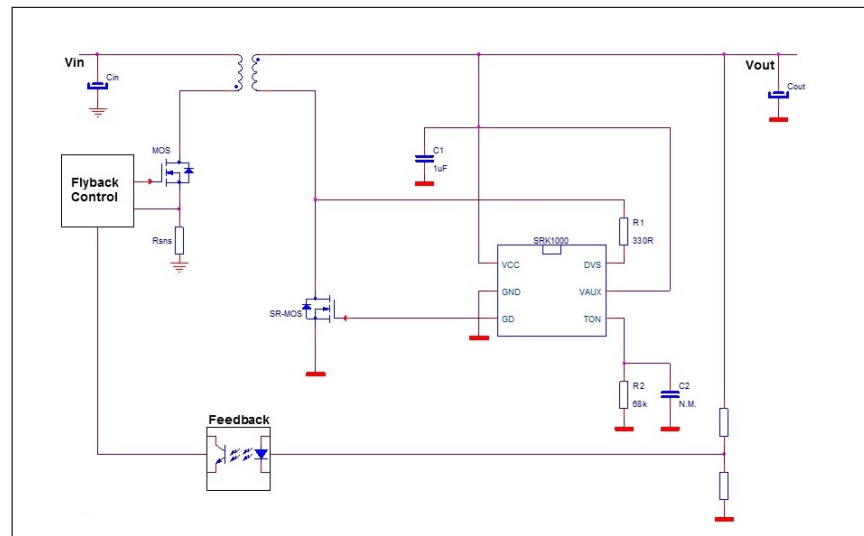 Vin
Cin
Vout
Cout
MOS
C1
1uF
Flyback
Control
R1
330R
SRK1000
Rsns
VCC
DVS
GND
VAUX
GD
TON
SR-MOS
R2
68k
C2
N.M.
Feedback